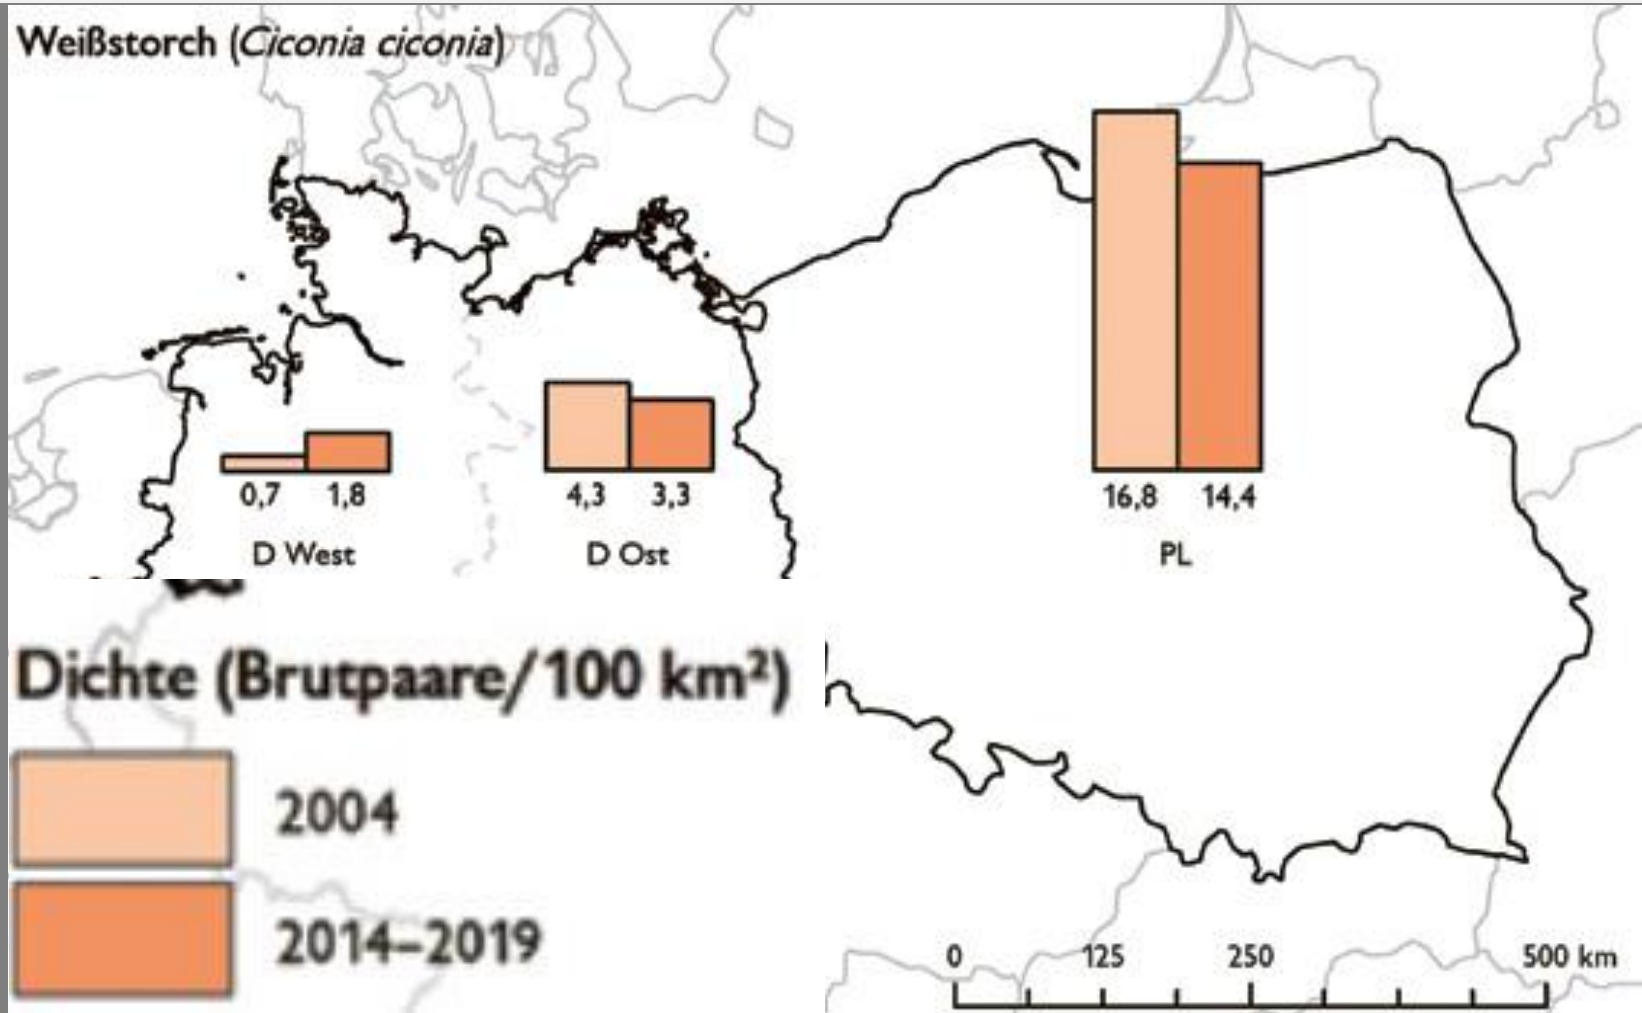 Weißstorch (Ciconia ciconia)
0,7 1,8
D West
4,3 3,3
D Ost
16,8 14,4
PL
Dichte (Brutpaare/100 km²)
2004
2014–2019
0 125 250 500 km